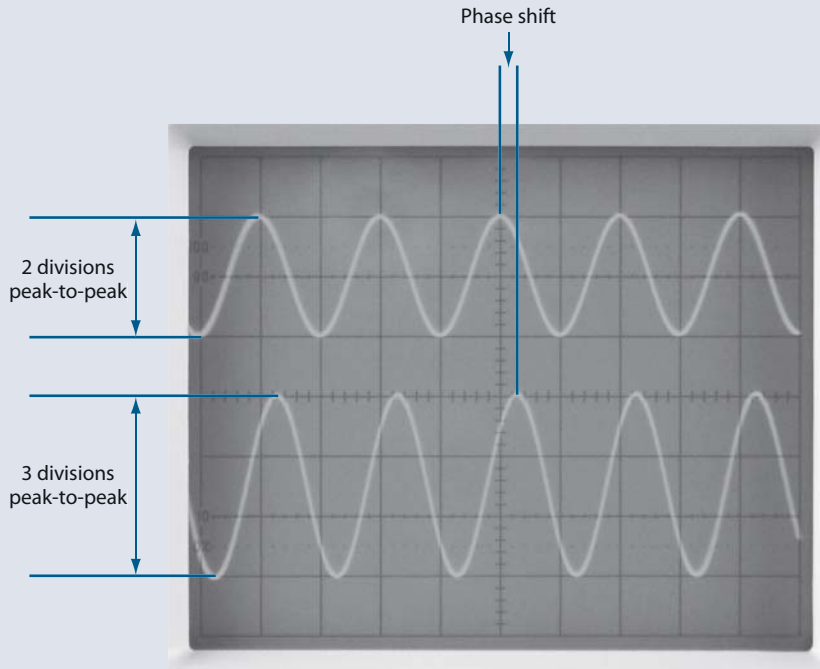 Phase shift
2 divisions
peak-to-peak
3 divisions
peak-to-peak